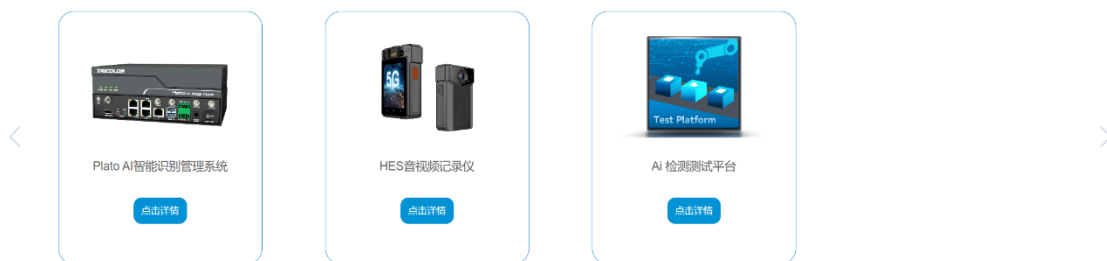 TRICOLOR
5G
Test Platform
Plato AI智能识别管理系统
HES音视频记录仪
Ai 检测测试平台
点击详情
点击详情
点击详情